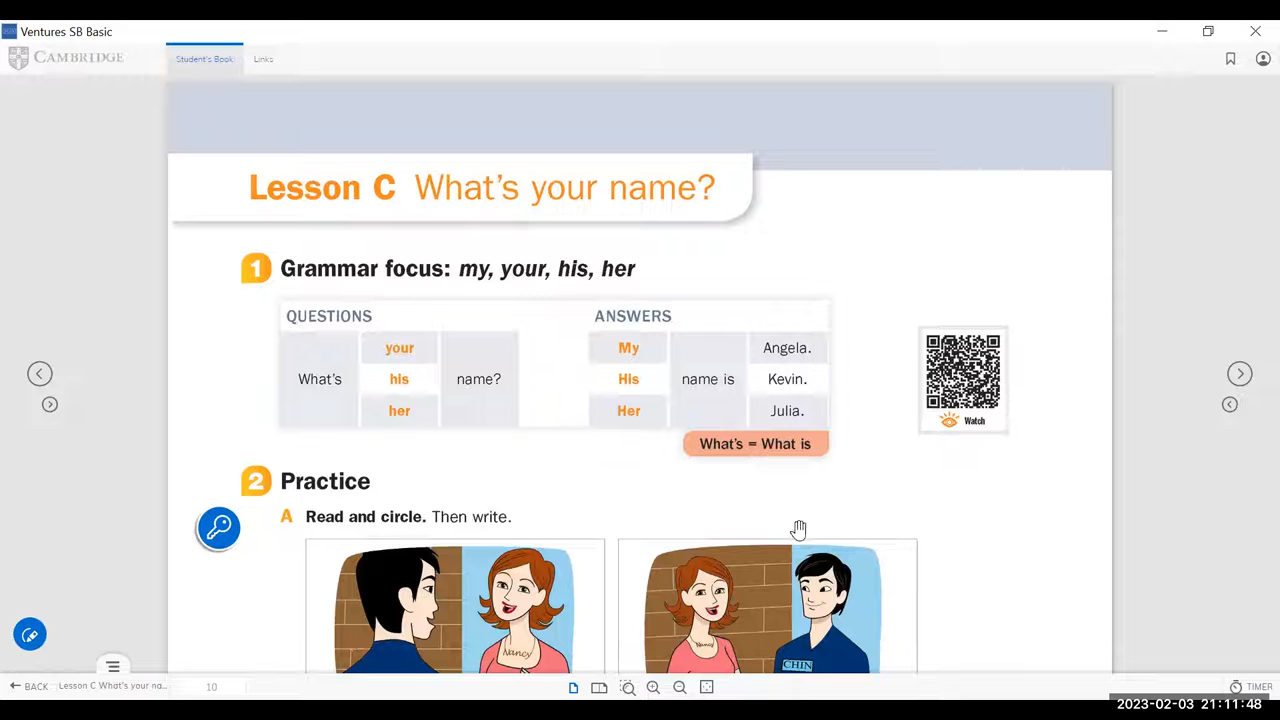 Ventures SB Basic
CAMBRIDGE
Student's Book
Links
Lesson C What's your name?
1 Grammar focus: my, your, his, her
QUESTIONS ANSWERS
your My Angela.
What's his name? His name is Kevin.
her Her Julia.
Watch
What's = What is
2 Practice
A Read and circle. Then write.
Nancy Nancy
CHIN
BACK Lesson C What's your na... 10 TIMER
2023-02-03 21:11:48